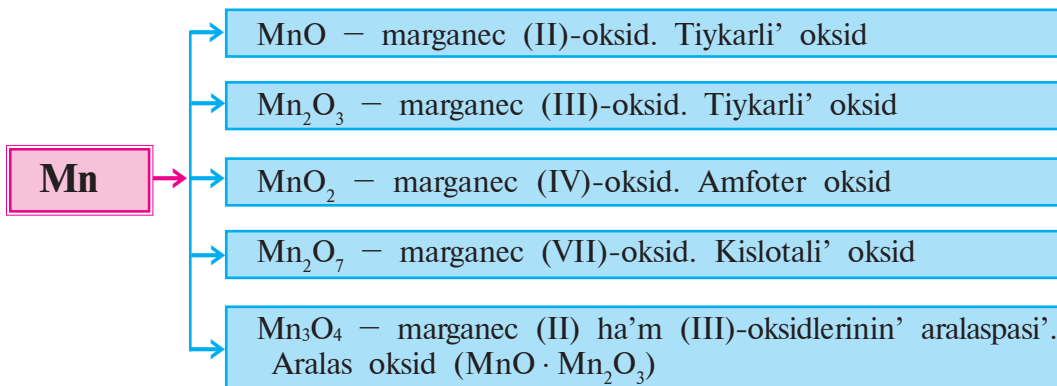 MnO — marganec (II)-oksid. Tiykarli’ oksid
Mn₂O₃ — marganec (III)-oksid. Tiykarli’ oksid
Mn
MnO₂ — marganec (IV)-oksid. Amfoter oksid
Mn₂O₇ — marganec (VII)-oksid. Kislotali’ oksid
Mn₃O₄ — marganec (II) ha’m (III)-oksidlerinin’ aralaspasi’.
Aralas oksid (MnO · Mn₂O₃)